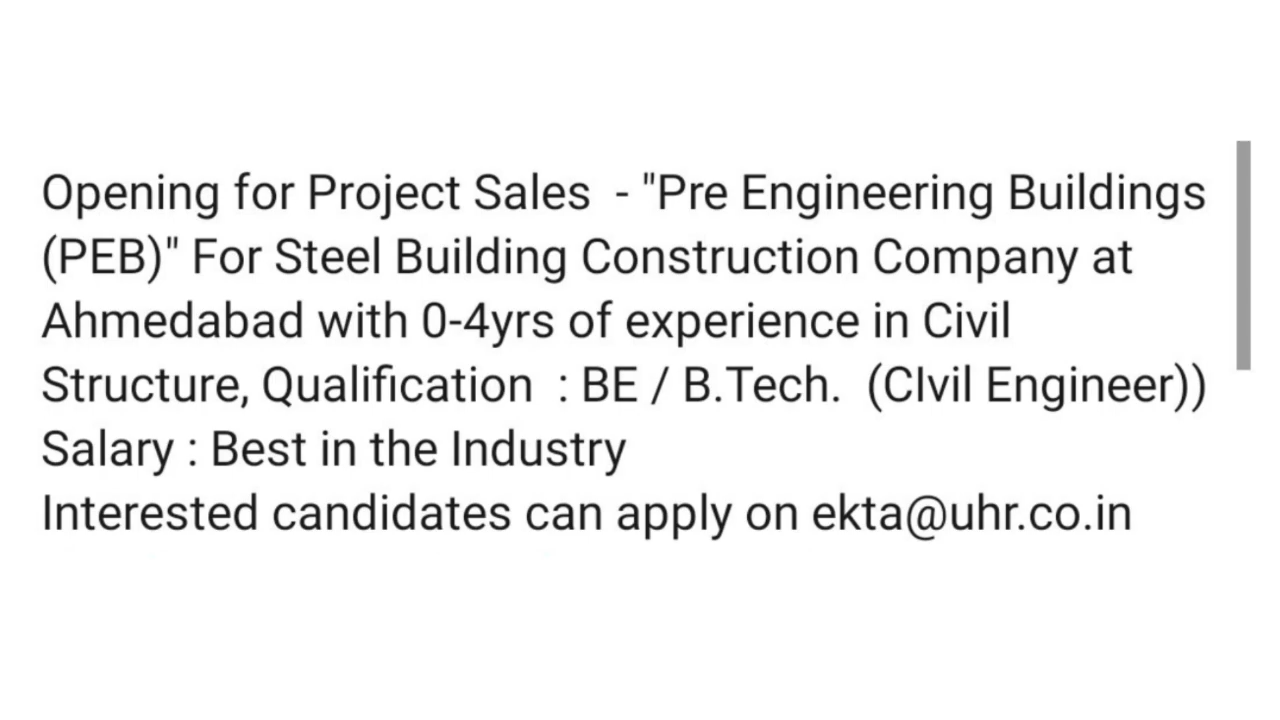 Opening for Project Sales  - "Pre Engineering Buildings
(PEB)" For Steel Building Construction Company at
Ahmedabad with 0-4yrs of experience in Civil
Structure, Qualification  : BE / B.Tech.  (CIvil Engineer))
Salary : Best in the Industry
Interested candidates can apply on ekta@uhr.co.in